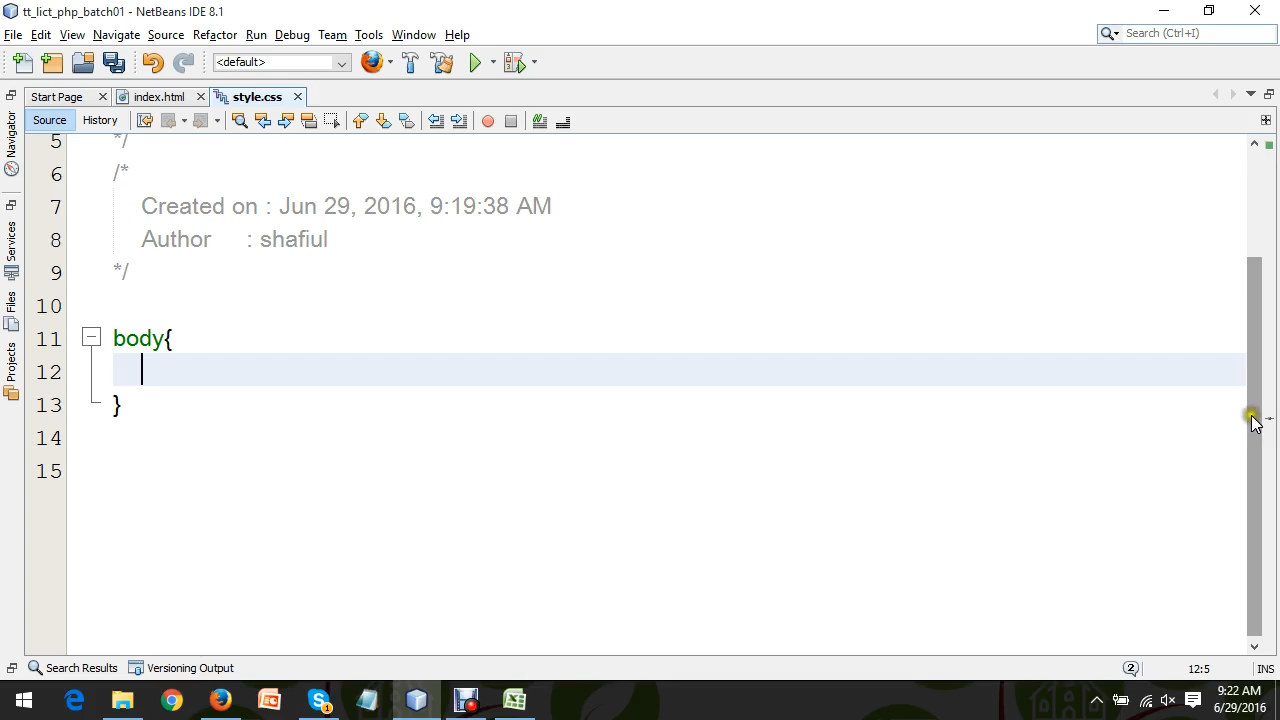 tt_lict_php_batch01 - NetBeans IDE 8.1
File Edit View Navigate Source Refactor Run Debug Team Tools Window Help
Search (Ctrl+I)
<default>
Start Page index.html style.css
Source History
Navigator
Services
Files
Projects
5 */
6 /*
7 Created on : Jun 29, 2016, 9:19:38 AM
8 Author : shafiul
9 */
10
11 body{
12
13 }
14
15
Search Results Versioning Output
2 12:5 INS
9:22 AM
6/29/2016